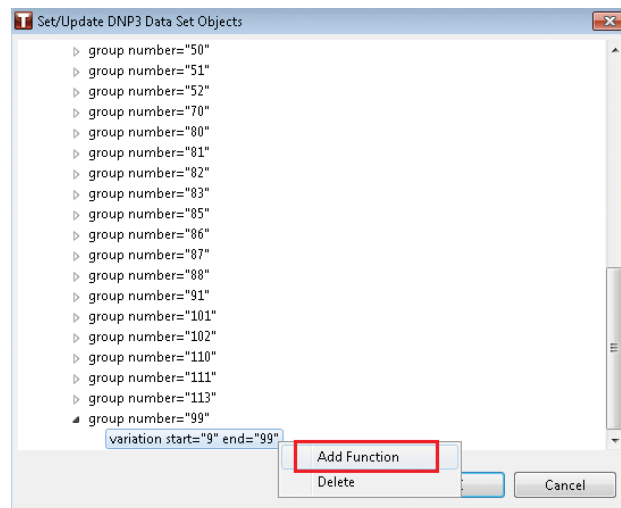 Set/Update DNP3 Data Set Objects
group number="50"
group number="51"
group number="52"
group number="70"
group number="80"
group number="81"
group number="82"
group number="83"
group number="85"
group number="86"
group number="87"
group number="88"
group number="91"
group number="101"
group number="102"
group number="110"
group number="111"
group number="113"
group number="99"
variation start="9" end="99"
Add Function
Delete
Cancel